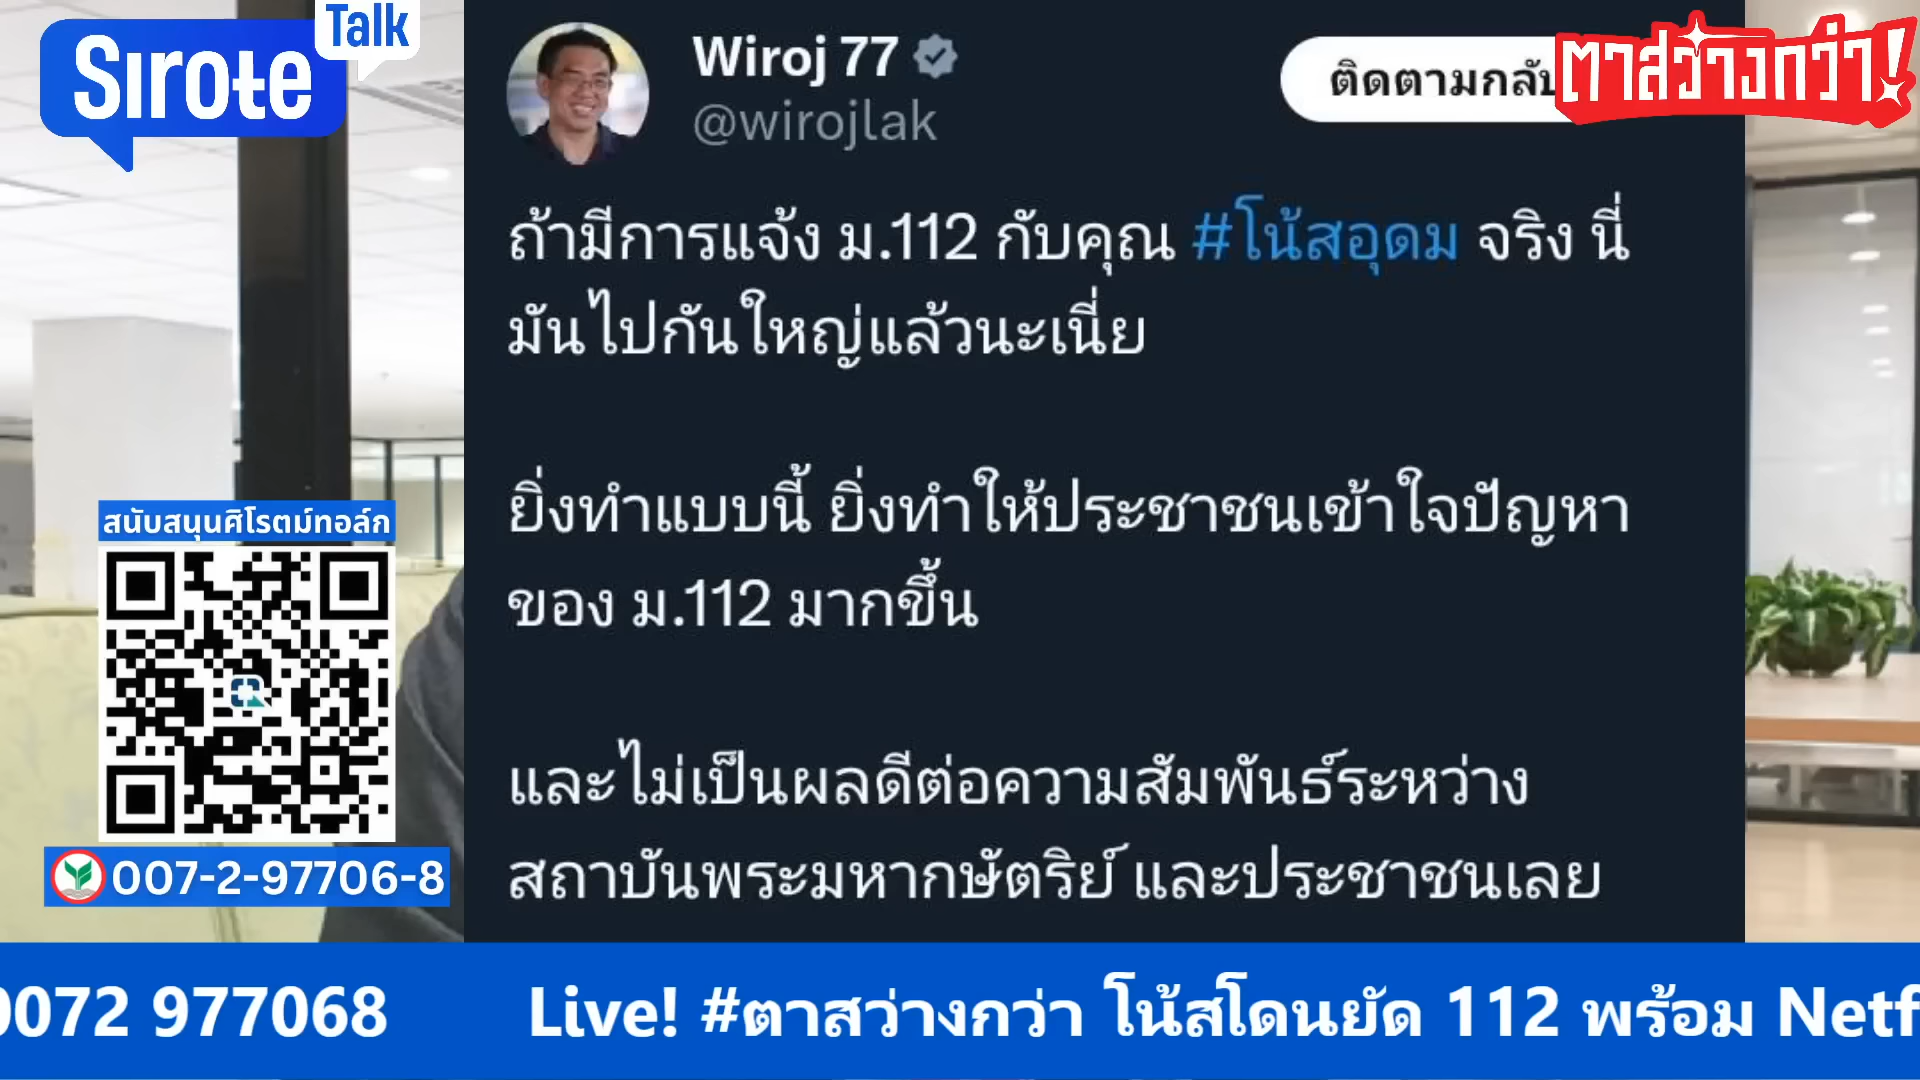 Sirote
Talk
Wiroj 77
@wirojlak
ติดตามกลับ
ตาสว่างกว่า!
ถ้ามีการแจ้ง ม.112 กับคุณ #โน้สอุดม จริง นี่
มันไปกันใหญ่แล้วนะเนี่ย
ยิ่งทำแบบนี้ ยิ่งทำให้ประชาชนเข้าใจปัญหา
ของ ม.112 มากขึ้น
และไม่เป็นผลดีต่อความสัมพันธ์ระหว่าง
สถาบันพระมหากษัตริย์ และประชาชนเลย
สนับสนุนศิโรตม์ทอล์ก
007-2-97706-8
0072 977068 Live! #ตาสว่างกว่า โน้สโดนยัด 112 พร้อม Netf